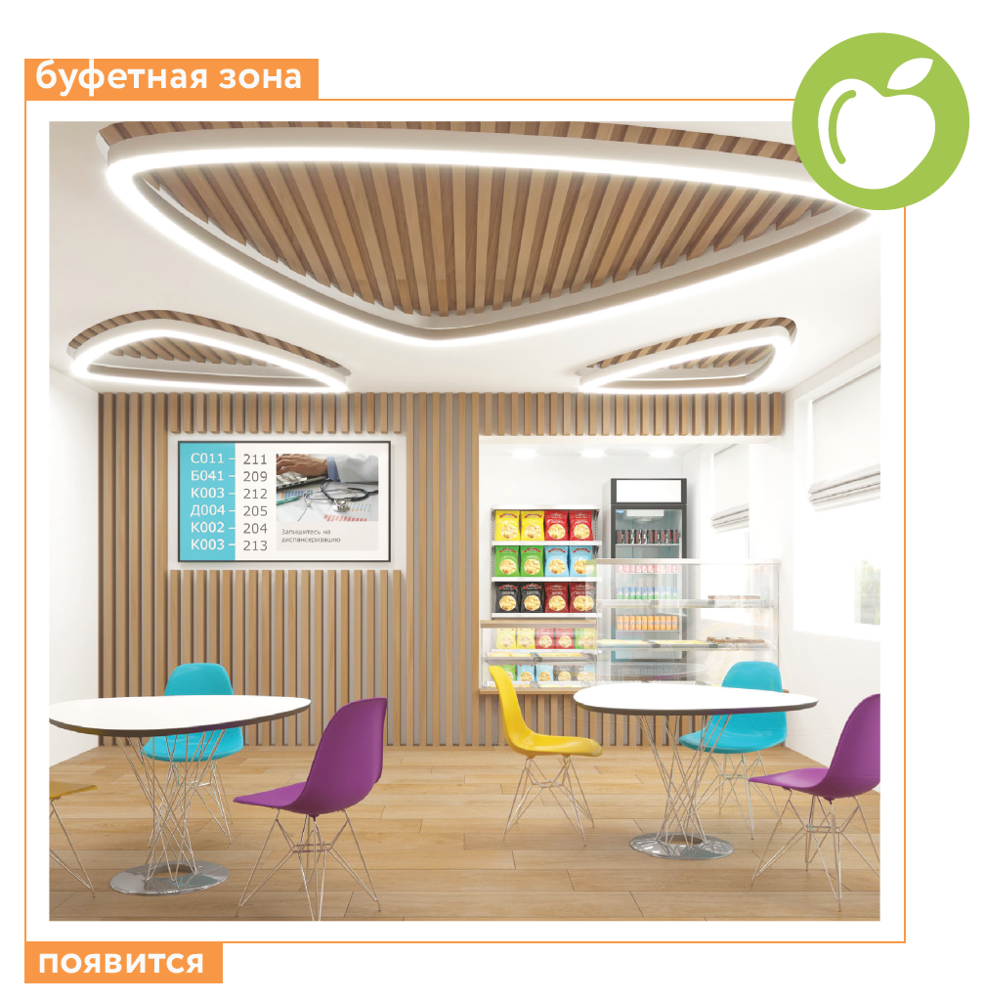 буфетная зона
С011 – 211
Б041 – 209
К003 – 212
Д004 – 205
К002 – 204
К003 – 213
Запишитесь на
диспансеризацию
появится